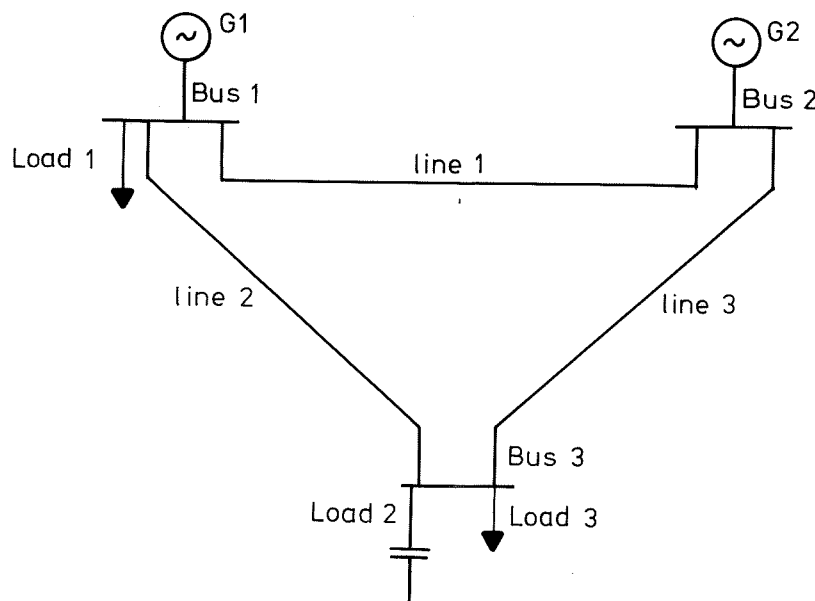 G1
G2
Bus 1
Bus 2
Load 1
line 1
line 2
line 3
Bus 3
Load 2
Load 3